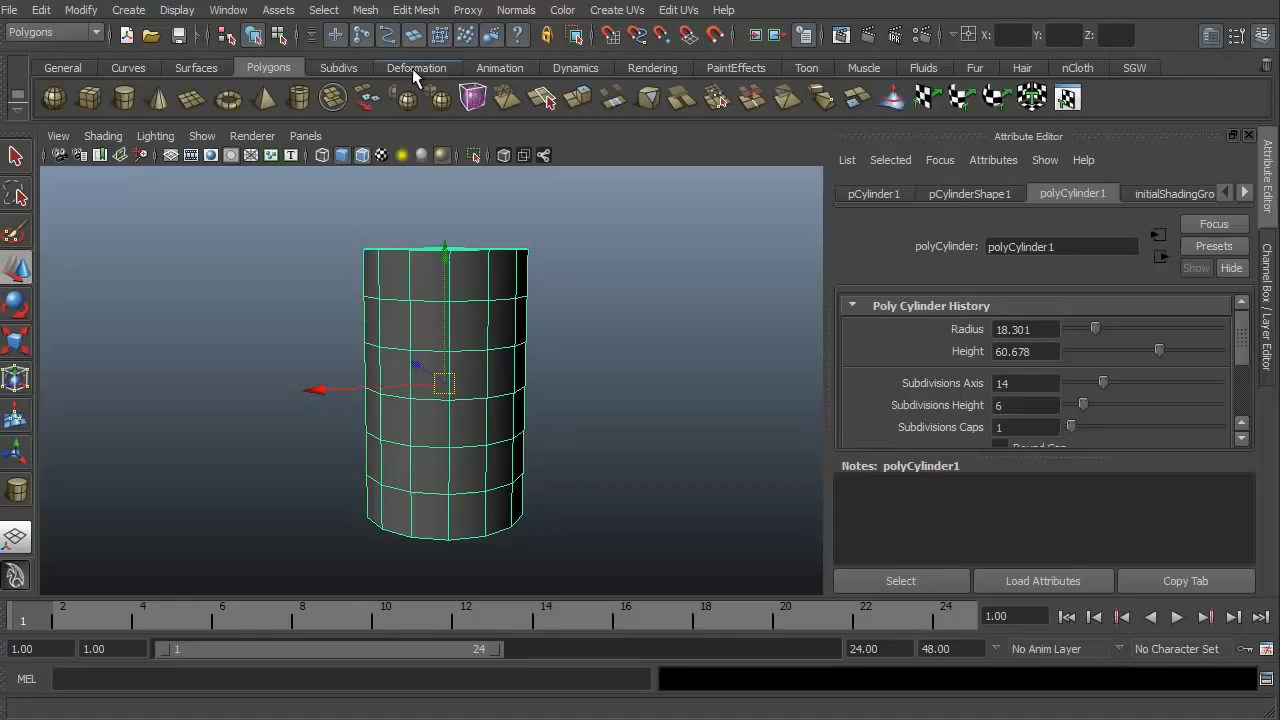 File Edit Modify Create Display Window Assets Select Mesh Edit Mesh Proxy Normals Color Create UVs Edit UVs Help
Polygons X: Y: Z:
General Curves Surfaces Polygons Subdivs Deformation Animation Dynamics Rendering PaintEffects Toon Muscle Fluids Fur Hair nCloth SGW
View Shading Lighting Show Renderer Panels
Attribute Editor
List Selected Focus Attributes Show Help
pCylinder1 pCylinderShape1 polyCylinder1 initialShadingGro
Focus
polyCylinder: polyCylinder1 Presets
Show Hide
Poly Cylinder History
Radius 18.301
Height 60.678
Subdivisions Axis 14
Subdivisions Height 6
Subdivisions Caps 1
Notes: polyCylinder1
Select Load Attributes Copy Tab
Attribute Editor
Channel Box / Layer Editor
2 4 6 8 10 12 14 16 18 20 22 24
1 1.00
1.00 1.00 1 24 24.00 48.00 No Anim Layer No Character Set
MEL